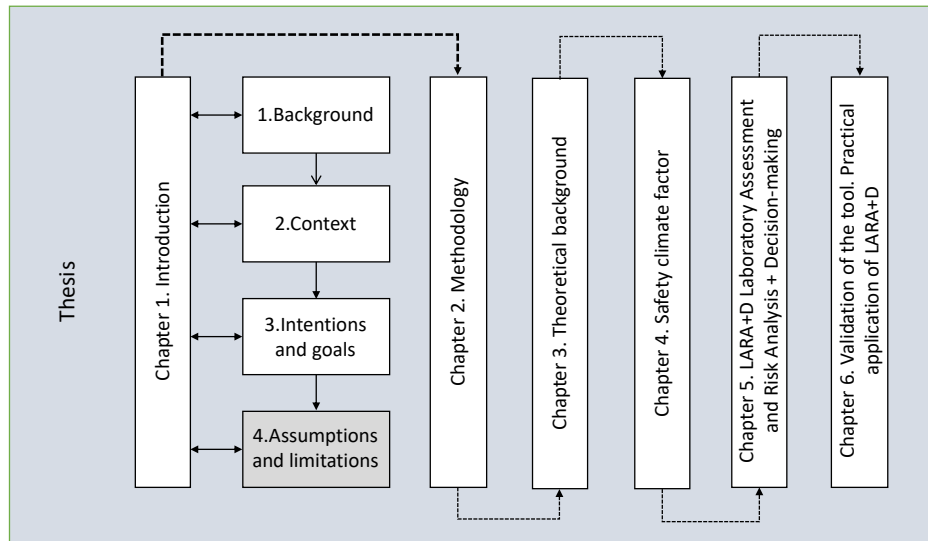 Thesis
Chapter 1. Introduction
1.Background
2.Context
3.Intentions
and goals
4.Assumptions
and limitations
Chapter 2. Methodology
Chapter 3. Theoretical background
Chapter 4. Safety climate factor
Chapter 5. LARA+D Laboratory Assessment
and Risk Analysis + Decision-making
Chapter 6. Validation of the tool. Practical
application of LARA+D